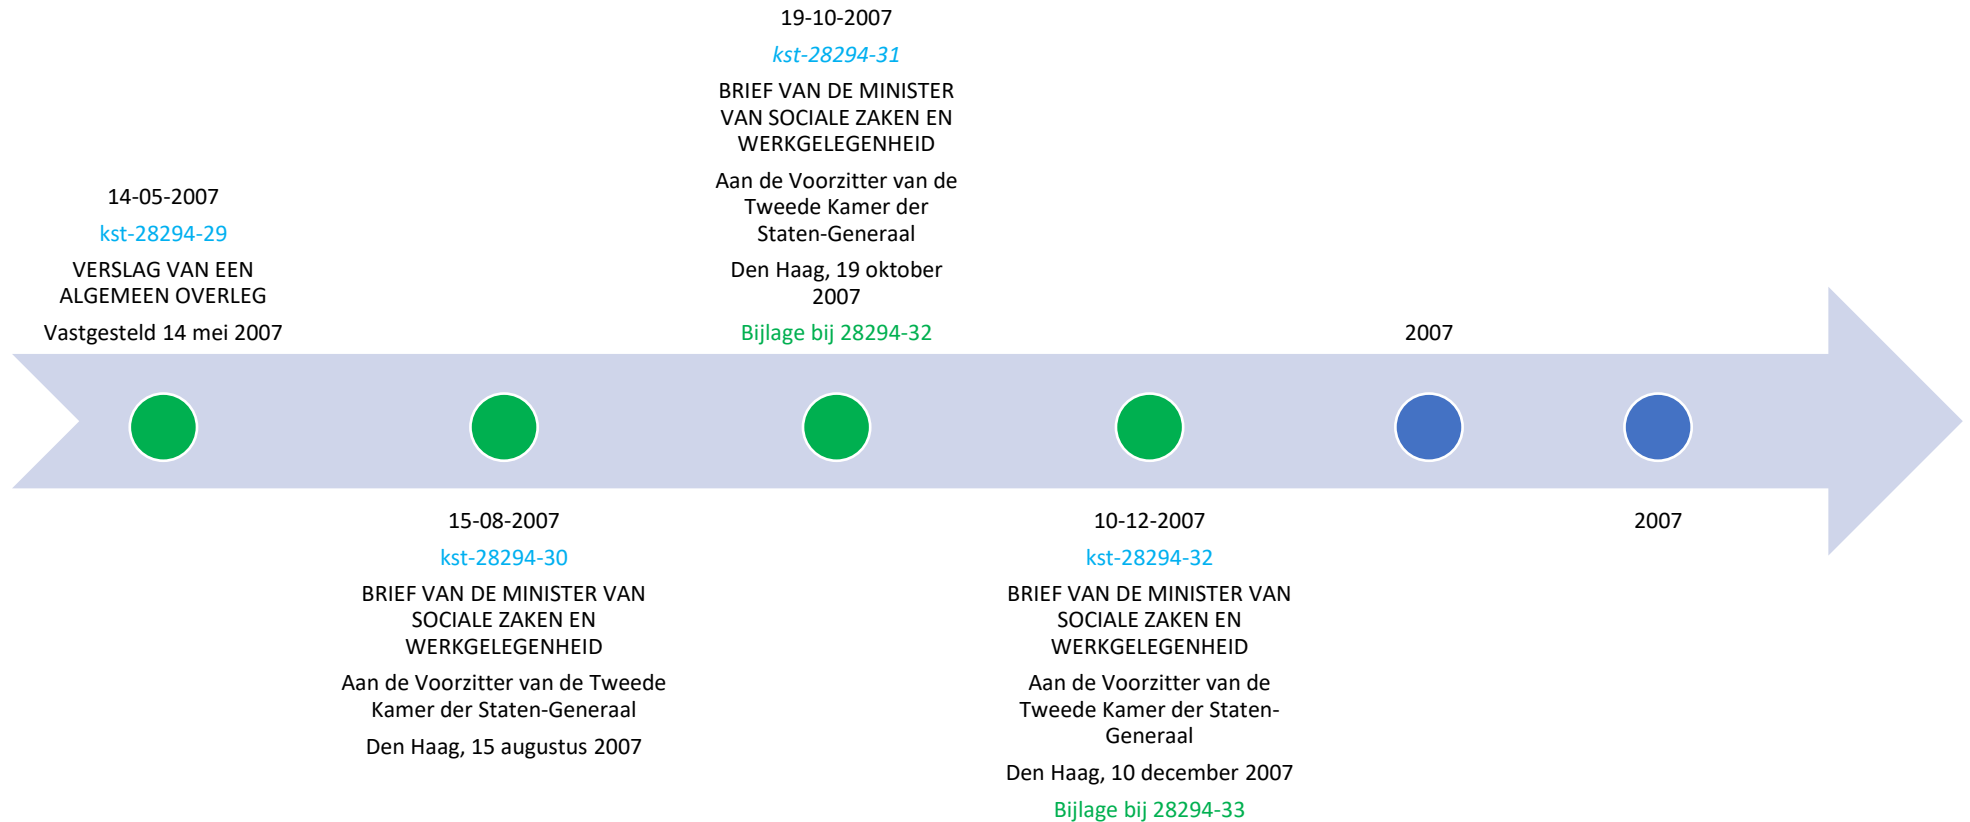 14-05-2007
kst-28294-29
VERSLAG VAN EEN
ALGEMEEN OVERLEG
Vastgesteld 14 mei 2007
15-08-2007
kst-28294-30
BRIEF VAN DE MINISTER VAN
SOCIALE ZAKEN EN
WERKGELEGENHEID
Aan de Voorzitter van de Tweede
Kamer der Staten-Generaal
Den Haag, 15 augustus 2007
19-10-2007
kst-28294-31
BRIEF VAN DE MINISTER
VAN SOCIALE ZAKEN EN
WERKGELEGENHEID
Aan de Voorzitter van de
Tweede Kamer der
Staten-Generaal
Den Haag, 19 oktober
2007
Bijlage bij 28294-32
10-12-2007
kst-28294-32
BRIEF VAN DE MINISTER VAN
SOCIALE ZAKEN EN
WERKGELEGENHEID
Aan de Voorzitter van de
Tweede Kamer der Staten-
Generaal
Den Haag, 10 december 2007
Bijlage bij 28294-33
2007
2007